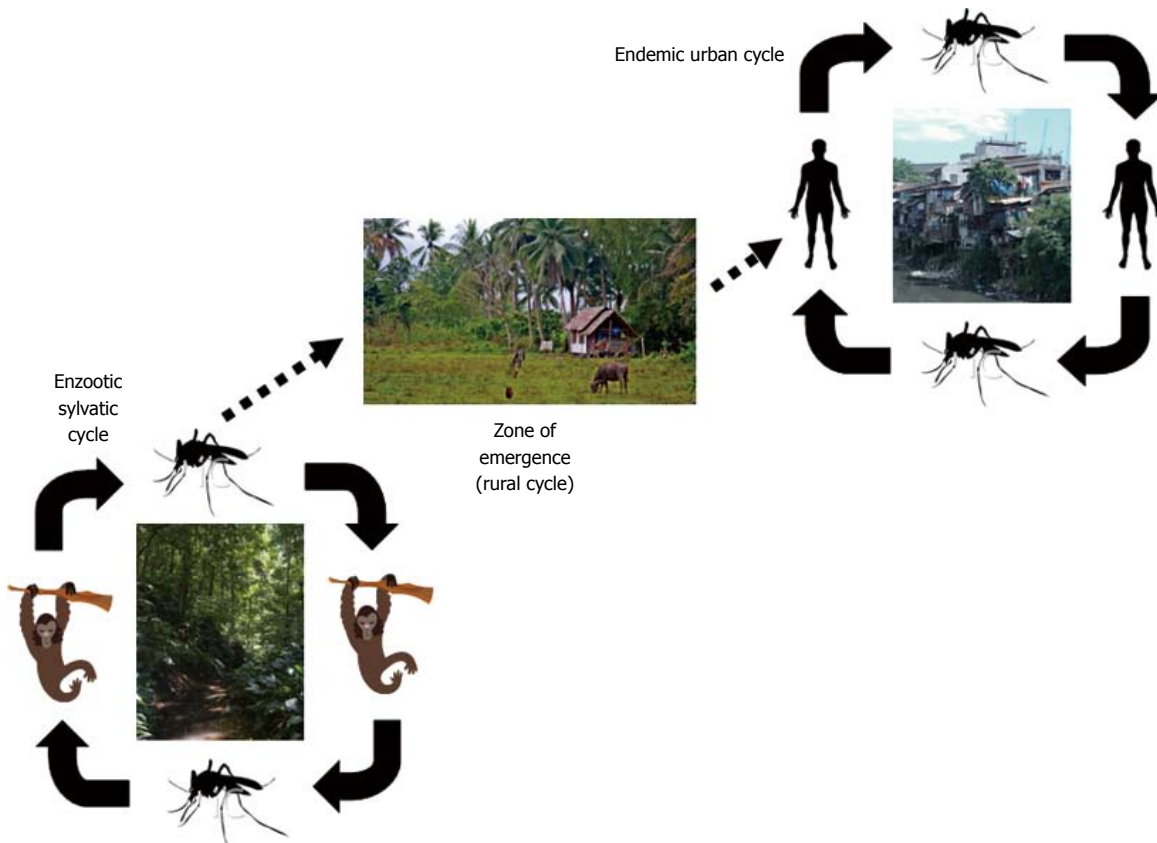 Endemic urban cycle
Enzootic
sylvatic
cycle
Zone of
emergence
(rural cycle)